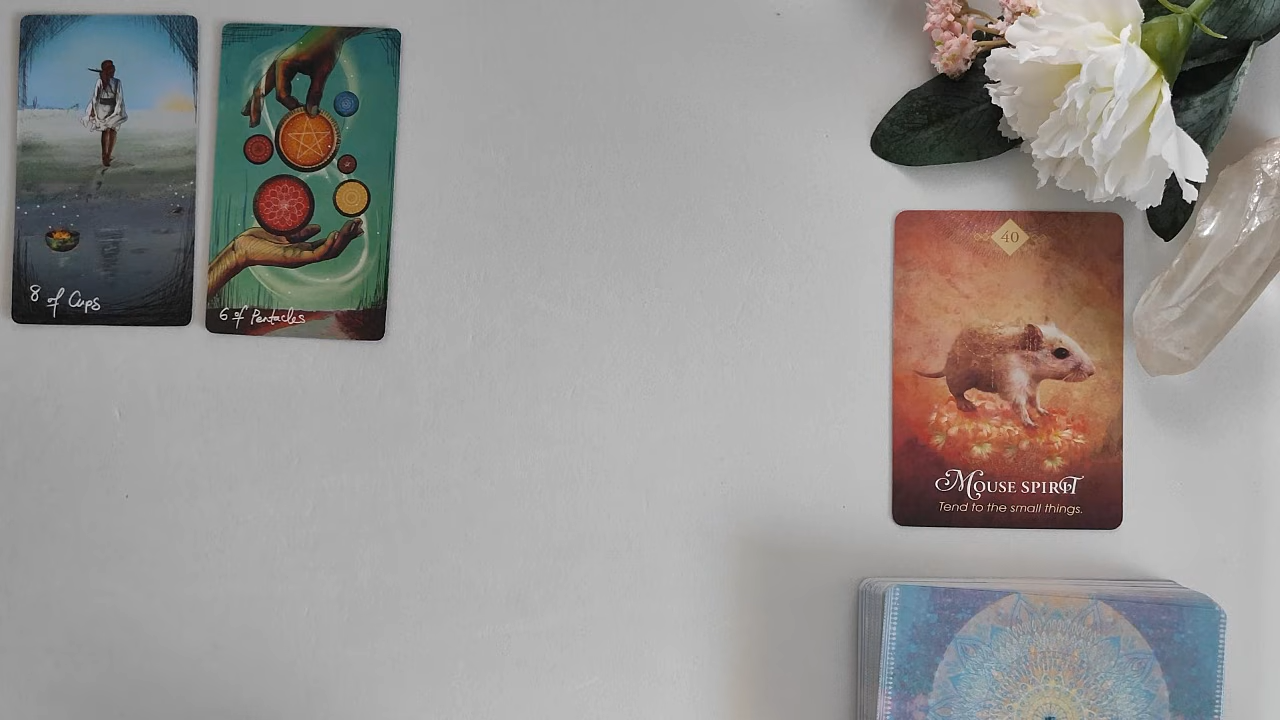 8 of Cups
6 of Pentacles
40
Mouse Spirit
Tend to the small things.